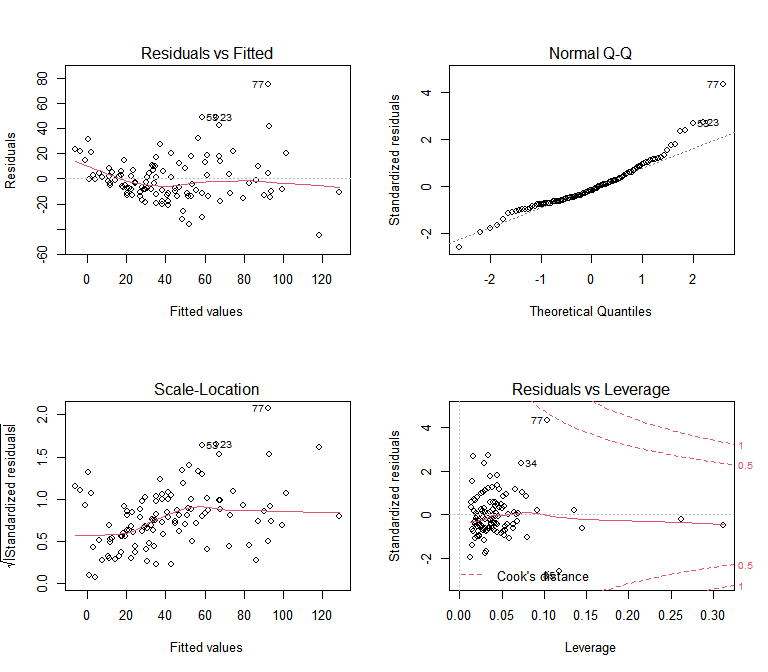 Residuals vs Fitted
Residuals
-60 -20 0 20 40 60 80
77
23
0 20 40 60 80 100 120
Fitted values
Normal Q-Q
Standardized residuals
-2 0 2 4
77
23
-2 -1 0 1 2
Theoretical Quantiles
Scale-Location
√|Standardized residuals|
0.0 0.5 1.0 1.5 2.0
77
23
0 20 40 60 80 100 120
Fitted values
Residuals vs Leverage
Standardized residuals
-2 0 2 4
77
34
1
0.5
0.5
1
Cook's distance
0.00 0.05 0.10 0.15 0.20 0.25 0.30
Leverage